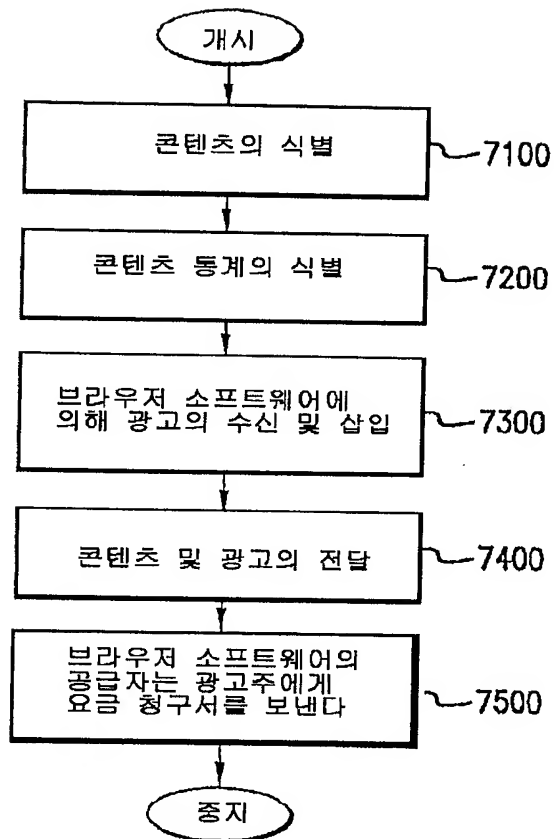 개시
콘텐츠의 식별
7100
콘텐츠 통계의 식별
7200
브라우저 소프트웨어에
의해 광고의 수신 및 삽입
7300
콘텐츠 및 광고의 전달
7400
브라우저 소프트웨어의
공급자는 광고주에게
요금 청구서를 보낸다
7500
중지